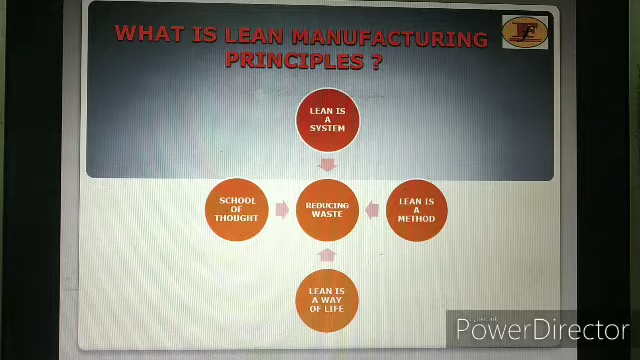 WHAT IS LEAN MANUFACTURING
PRINCIPLES ?
LEAN IS
A
SYSTEM
SCHOOL
OF
THOUGHT
REDUCING
WASTE
LEAN IS
A
METHOD
LEAN IS
A WAY
OF LIFE
PowerDirector